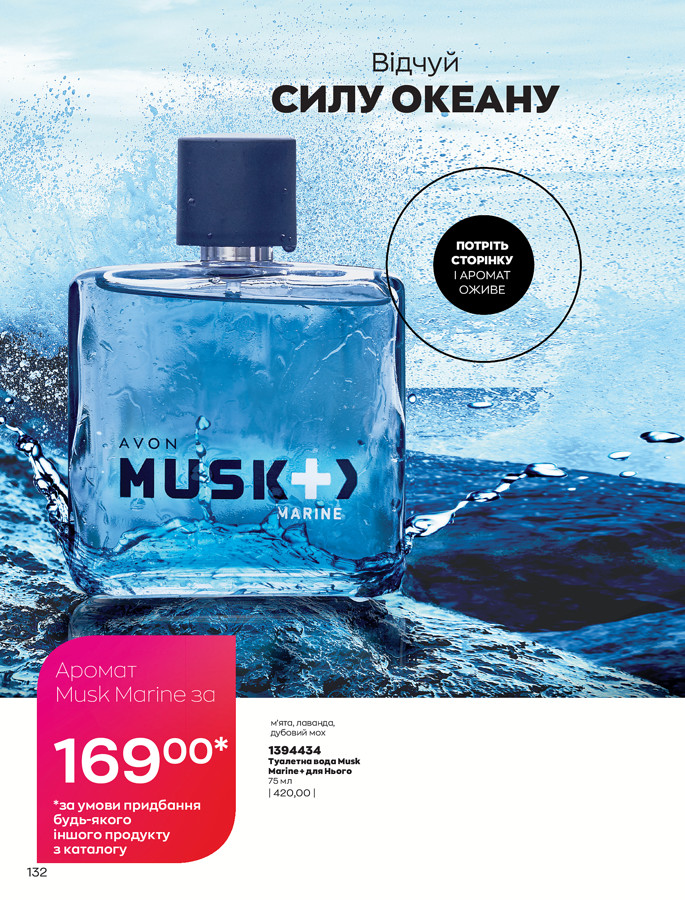 Відчуй
СИЛУ ОКЕАНУ
ПОТРІТЬ
СТОРІНКУ
І АРОМАТ
ОЖИВЕ
AVON
MUSK+
MARINE
Аромат
Musk Marine за
169⁰⁰*
*за умови придбання
будь-якого
іншого продукту
з каталогу
м'ята, лаванда,
дубовий мох
1394434
Туалетна вода Musk
Marine + для Нього
75 мл
| 420,00 |
132